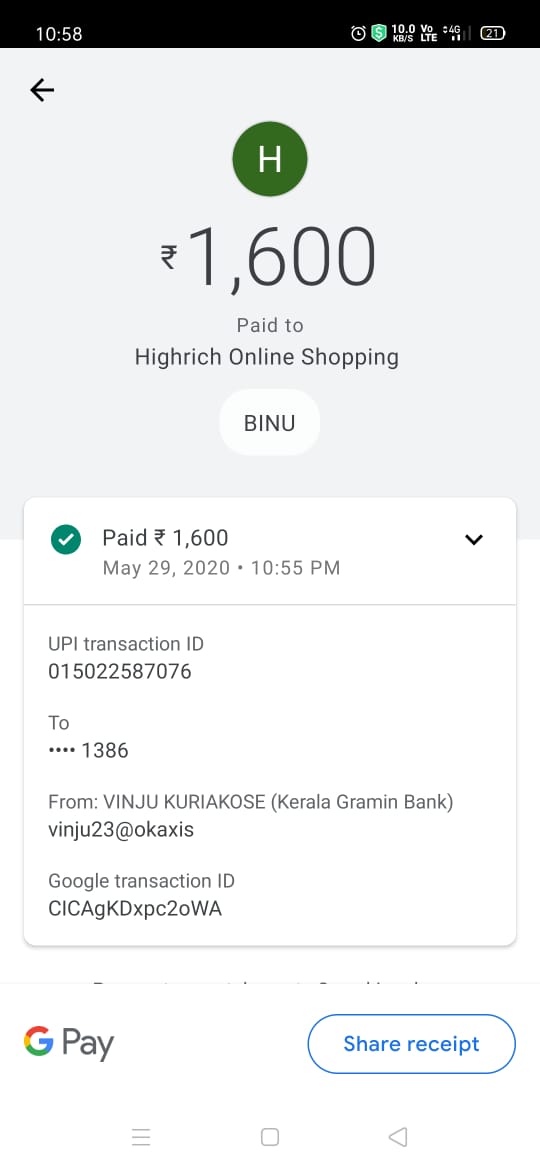 10:58
10.0 KB/S Vo LTE 4G 21
H
₹1,600
Paid to
Highrich Online Shopping
BINU
Paid ₹ 1,600
May 29, 2020 • 10:55 PM
UPI transaction ID
015022587076
To
•••• 1386
From: VINJU KURIAKOSE (Kerala Gramin Bank)
vinju23@okaxis
Google transaction ID
CICAgKDxpc2oWA
G Pay
Share receipt